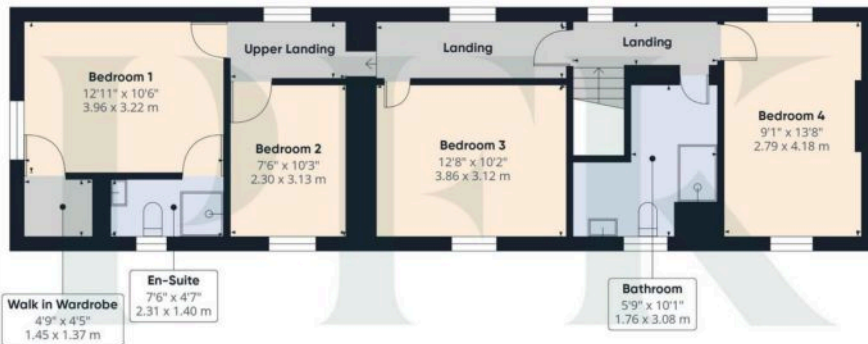 Upper Landing
Landing
Landing
Bedroom 1
12'11" x 10'6"
3.96 x 3.22 m
Bedroom 2
7'6" x 10'3"
2.30 x 3.13 m
Bedroom 3
12'8" x 10'2"
3.86 x 3.12 m
Bedroom 4
9'1" x 13'8"
2.79 x 4.18 m
Walk in Wardrobe
4'9" x 4'5"
1.45 x 1.37 m
En-Suite
7'6" x 4'7"
2.31 x 1.40 m
Bathroom
5'9" x 10'1"
1.76 x 3.08 m
PFK